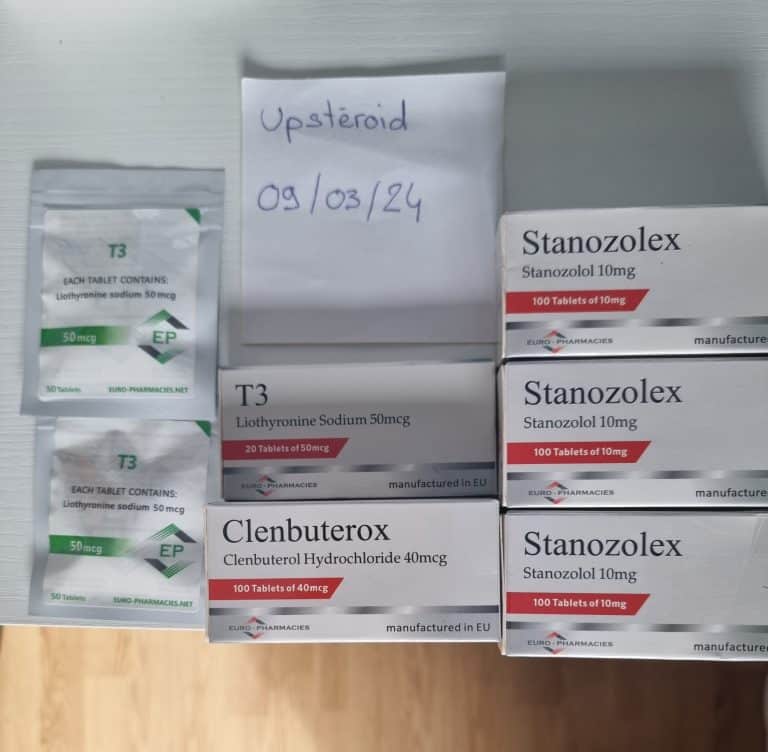 Upstéroid
09/03/24
T3
EACH TABLET CONTAINS:
Liothyronine sodium 50 mcg
50mcg
EP
50 Tablets
EURO-PHARMACIES.NET
T3
EACH TABLET CONTAINS:
Liothyronine sodium 50 mcg
50mcg
EP
50 Tablets
EURO-PHARMACIES.NET
T3
Liothyronine Sodium 50mcg
20 Tablets of 50mcg
EURO-PHARMACIES
manufactured in EU
Clenbuterox
Clenbuterol Hydrochloride 40mcg
100 Tablets of 40mcg
EURO-PHARMACIES
manufactured in EU
Stanozolex
Stanozolol 10mg
100 Tablets of 10mg
EURO-PHARMACIES
manufacture
Stanozolex
Stanozolol 10mg
100 Tablets of 10mg
EURO-PHARMACIES
manufacture
Stanozolex
Stanozolol 10mg
100 Tablets of 10mg
EURO-PHARMACIES
manufacture